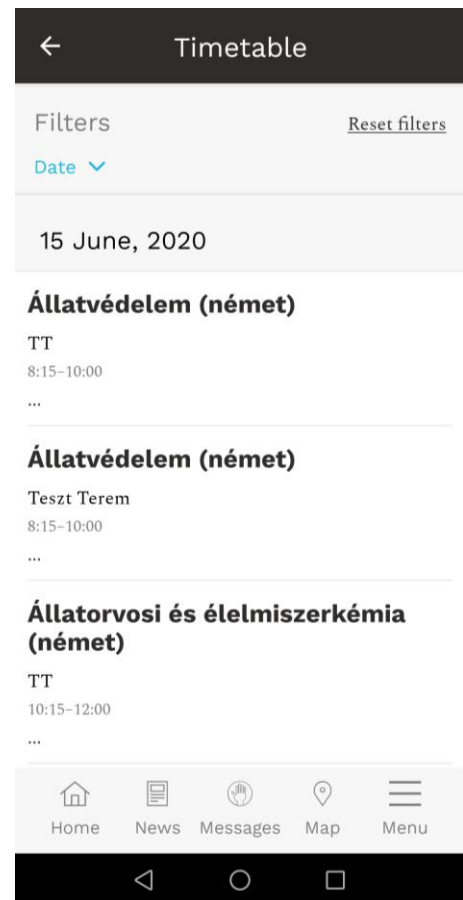 Timetable
Filters
Reset filters
Date
15 June, 2020
Állatvédelem (német)
TT
8:15–10:00
...
Állatvédelem (német)
Teszt Terem
8:15–10:00
...
Állatorvosi és élelmiszerkémia
(német)
TT
10:15–12:00
...
Home News Messages Map Menu